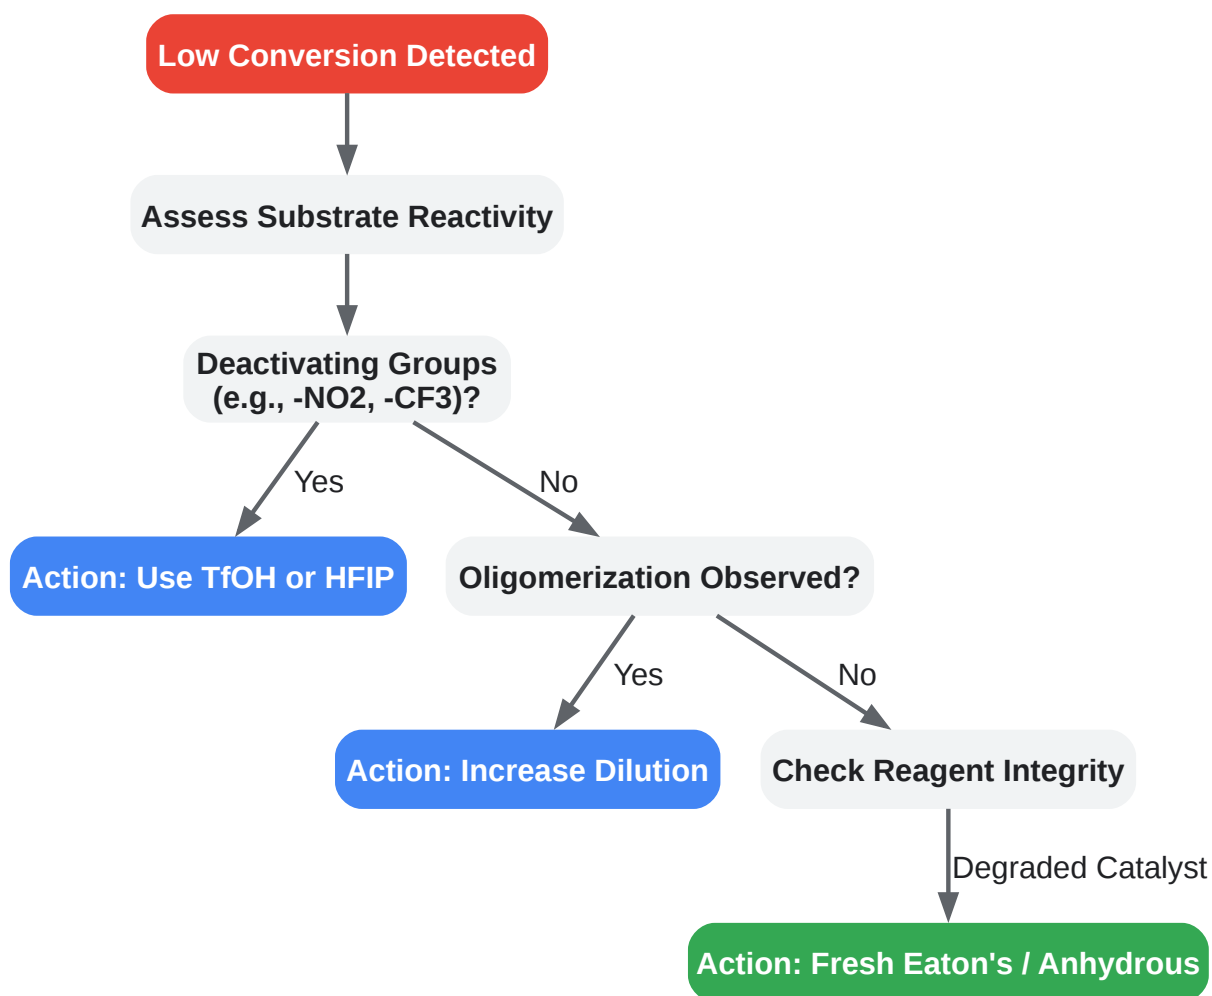 Low Conversion Detected
Assess Substrate Reactivity
Deactivating Groups
(e.g., -NO2, -CF3)?
Yes
No
Action: Use TfOH or HFIP
Oligomerization Observed?
Yes
No
Action: Increase Dilution
Check Reagent Integrity
Degraded Catalyst
Action: Fresh Eaton's / Anhydrous